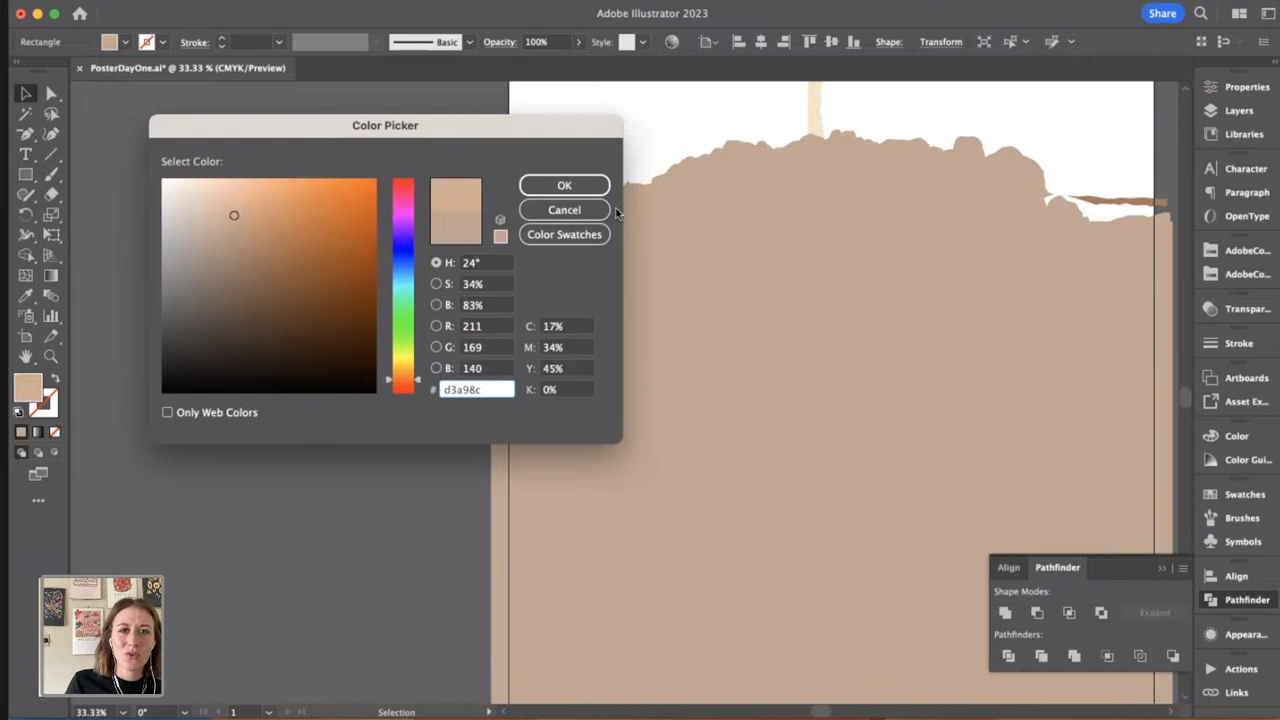 Adobe Illustrator 2023
Share
Rectangle
Stroke:
Basic
Opacity: 100%
Style:
Shape:
Transform
× PosterDayOne.ai* @ 33.33 % (CMYK/Preview)
Color Picker
Select Color:
OK
Cancel
Color Swatches
H: 24°
S: 34%
B: 83%
R: 211
G: 169
B: 140
# d3a98c
C: 17%
M: 34%
Y: 45%
K: 0%
Only Web Colors
Properties
Layers
Libraries
Character
Paragraph
OpenType
AdobeCo...
AdobeCo...
Transpar...
Stroke
Artboards
Asset Ex...
Color
Color Gui...
Swatches
Brushes
Symbols
Align
Pathfinder
Appeara...
Actions
Links
Align
Pathfinder
Shape Modes:
Expand
Pathfinders:
33.33%
0°
1
Selection